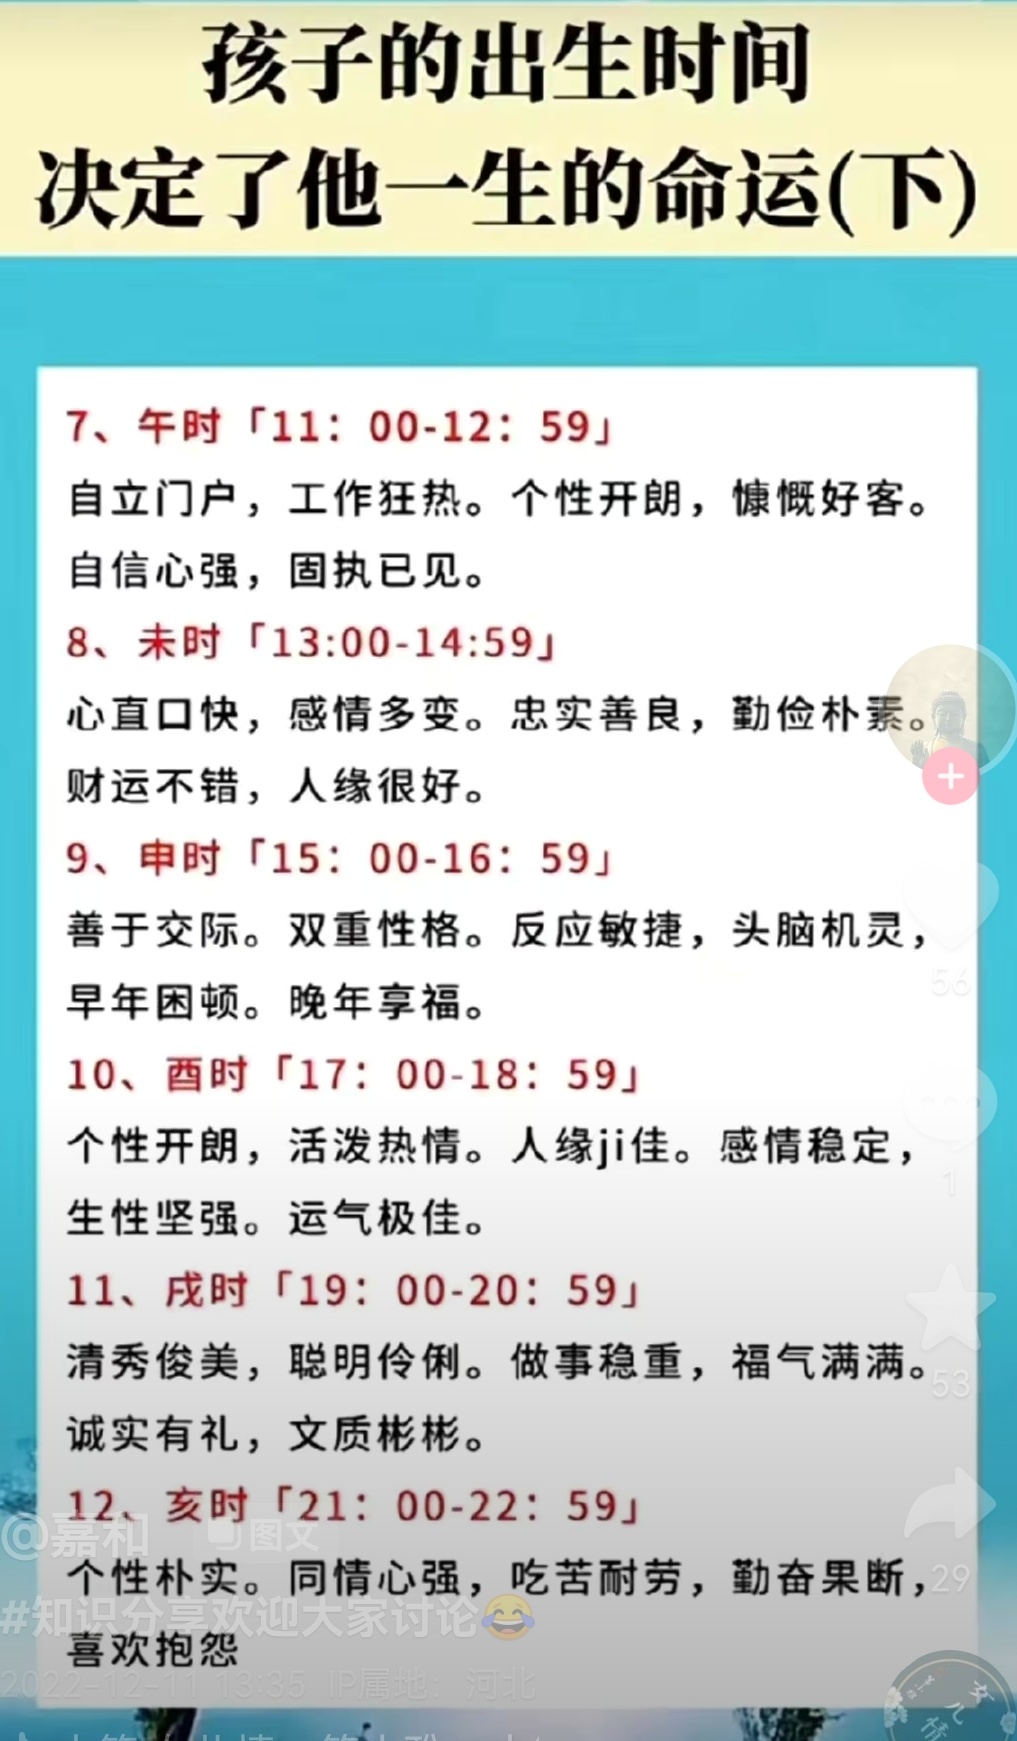 孩子的出生时间
决定了他一生的命运(下)
7、午时「11：00-12：59」
自立门户，工作狂热。个性开朗，慷慨好客。
自信心强，固执已见。
8、未时「13:00-14:59」
心直口快，感情多变。忠实善良，勤俭朴素。
财运不错，人缘很好。
9、申时「15：00-16：59」
善于交际。双重性格。反应敏捷，头脑机灵，
早年困顿。晚年享福。
56
10、酉时「17：00-18：59」
个性开朗，活泼热情。人缘ji佳。感情稳定，
1
生性坚强。运气极佳。
11、戌时「19：00-20：59」
清秀俊美，聪明伶俐。做事稳重，福气满满。
53
诚实有礼，文质彬彬。
12、亥时「21：00-22：59」
@嘉和 图文
个性朴实。同情心强，吃苦耐劳，勤奋果断，
29
#知识分享欢迎大家讨论😂
喜欢抱怨
2022-12-11 13:35 IP属地：河北
女儿情